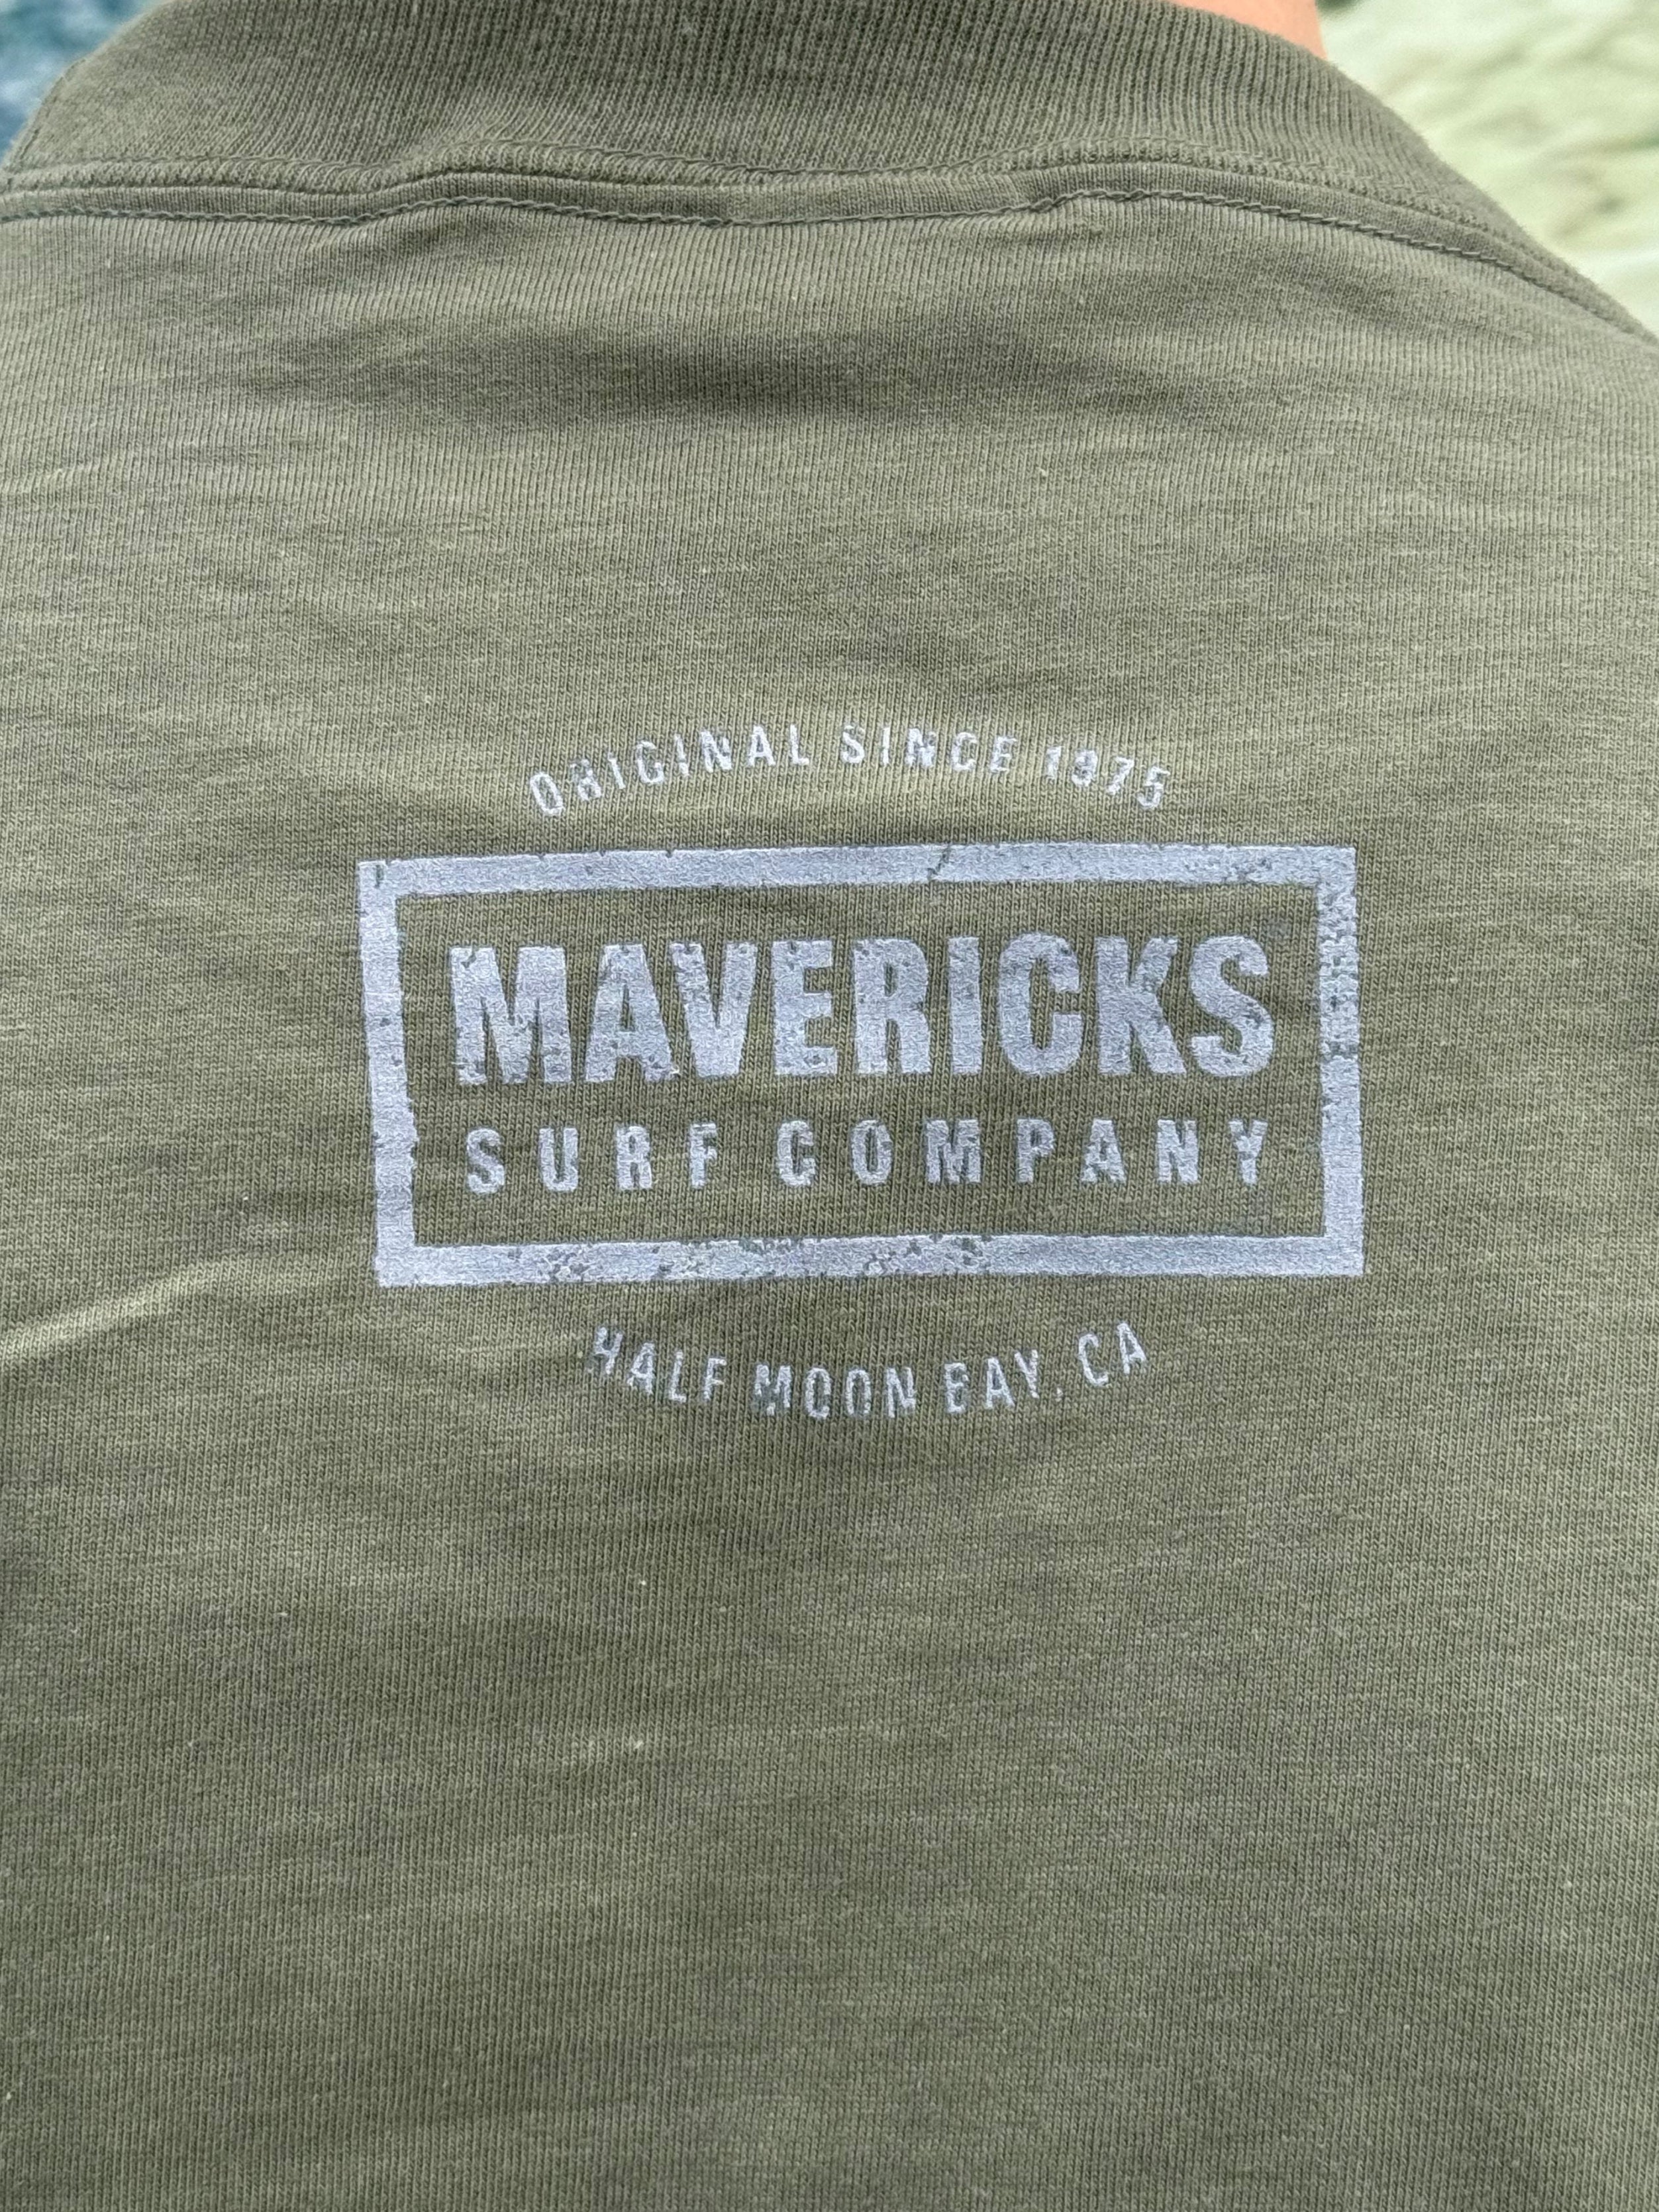 ORIGINAL SINCE 1975
MAVERICKS
SURF COMPANY
HALF MOON BAY, CA